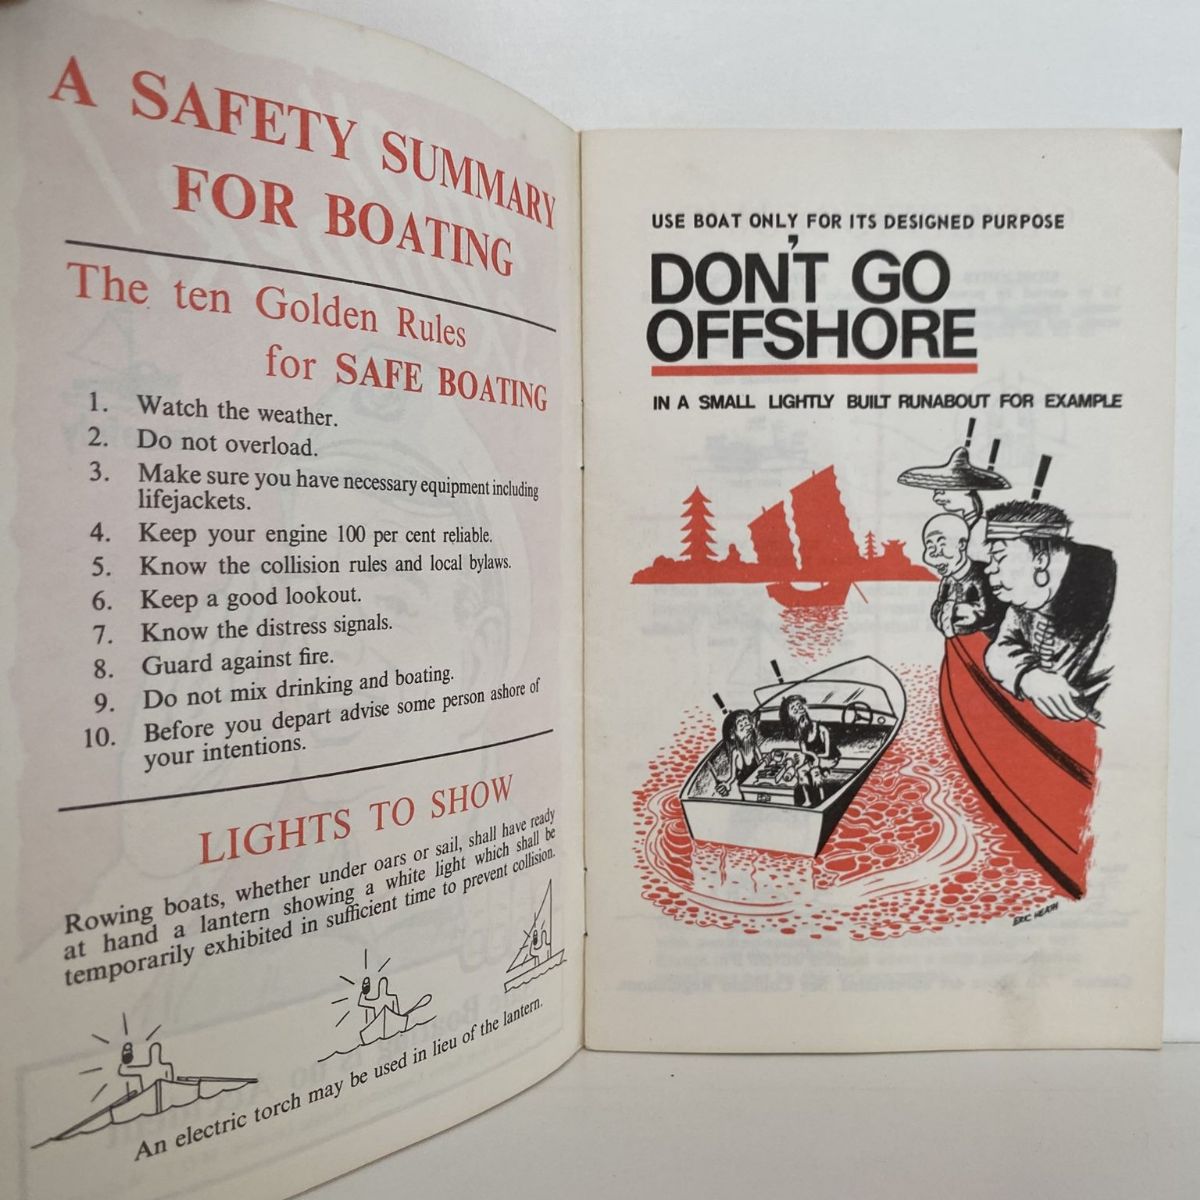 A SAFETY SUMMARY
FOR BOATING
The ten Golden Rules
for SAFE BOATING
1. Watch the weather.
2. Do not overload.
3. Make sure you have necessary equipment including
lifejackets.
4. Keep your engine 100 per cent reliable.
5. Know the collision rules and local bylaws.
6. Keep a good lookout.
7. Know the distress signals.
8. Guard against fire.
9. Do not mix drinking and boating.
10. Before you depart advise some person ashore of
your intentions.
LIGHTS TO SHOW
Rowing boats, whether under oars or sail, shall have ready
at hand a lantern showing a white light which shall be
temporarily exhibited in sufficient time to prevent collision.
An electric torch may be used in lieu of the lantern.
USE BOAT ONLY FOR ITS DESIGNED PURPOSE
DON'T GO
OFFSHORE
IN A SMALL LIGHTLY BUILT RUNABOUT FOR EXAMPLE
! ! !
! !
ERIC HEATH